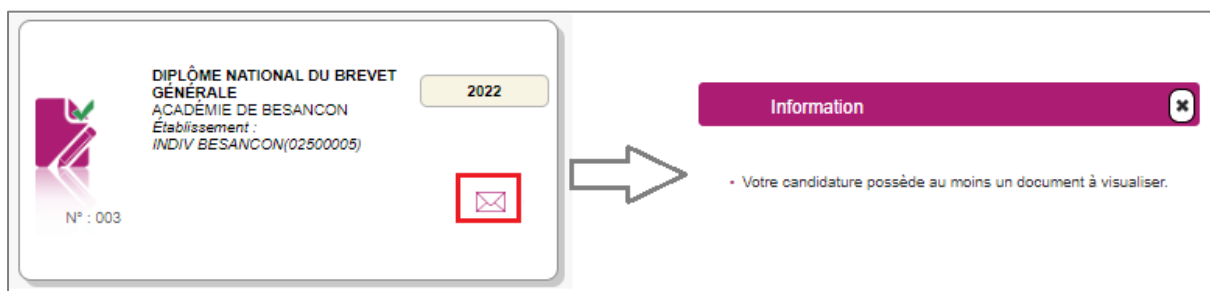 DIPLÔME NATIONAL DU BREVET
GÉNÉRALE
2022
ACADÉMIE DE BESANCON
Établissement :
INDIV BESANCON(02500005)
N° : 003
Information
• Votre candidature possède au moins un document à visualiser.